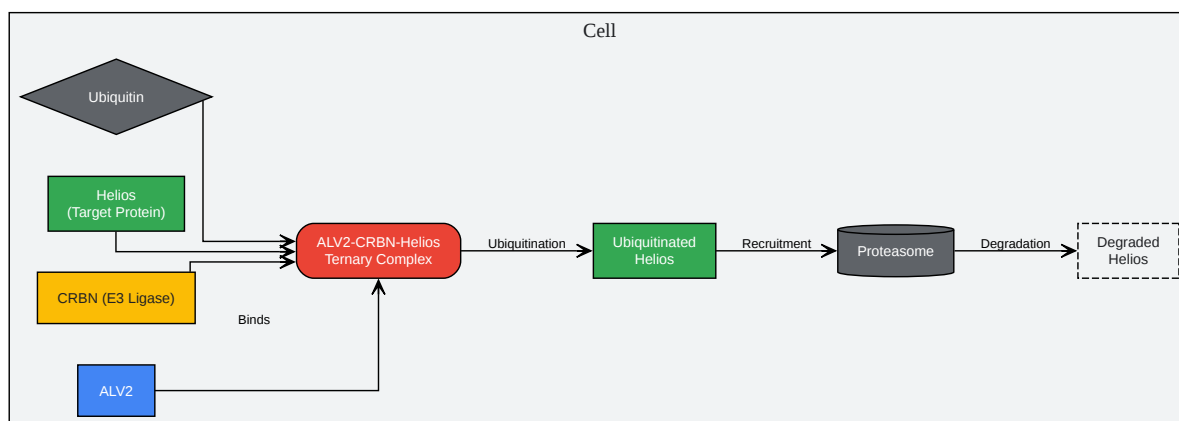 Cell
Ubiquitin
Helios
(Target Protein)
CRBN (E3 Ligase)
Binds
ALV2
ALV2-CRBN-Helios
Ternary Complex
Ubiquitination
Ubiquitinated
Helios
Recruitment
Proteasome
Degradation
Degraded
Helios